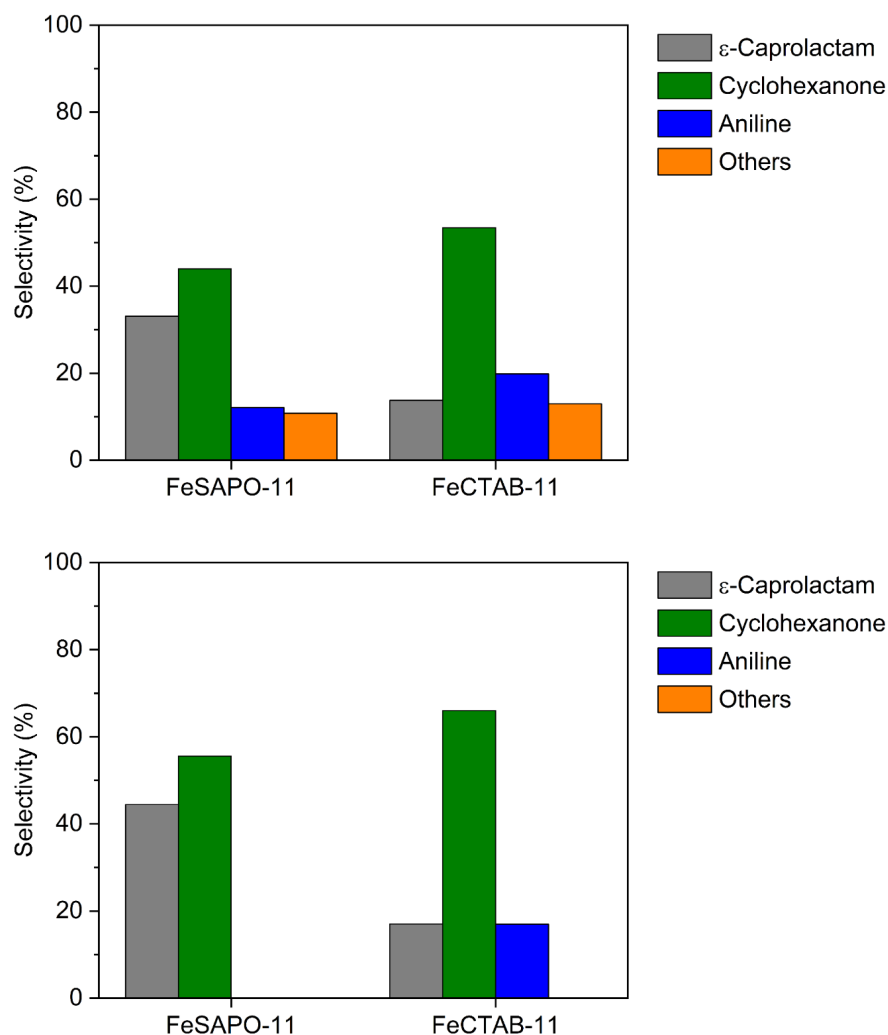 100
80
60
40
20
0
Selectivity (%)
FeSAPO-11
FeCTAB-11
ε-Caprolactam
Cyclohexanone
Aniline
Others
100
80
60
40
20
0
Selectivity (%)
FeSAPO-11
FeCTAB-11
ε-Caprolactam
Cyclohexanone
Aniline
Others